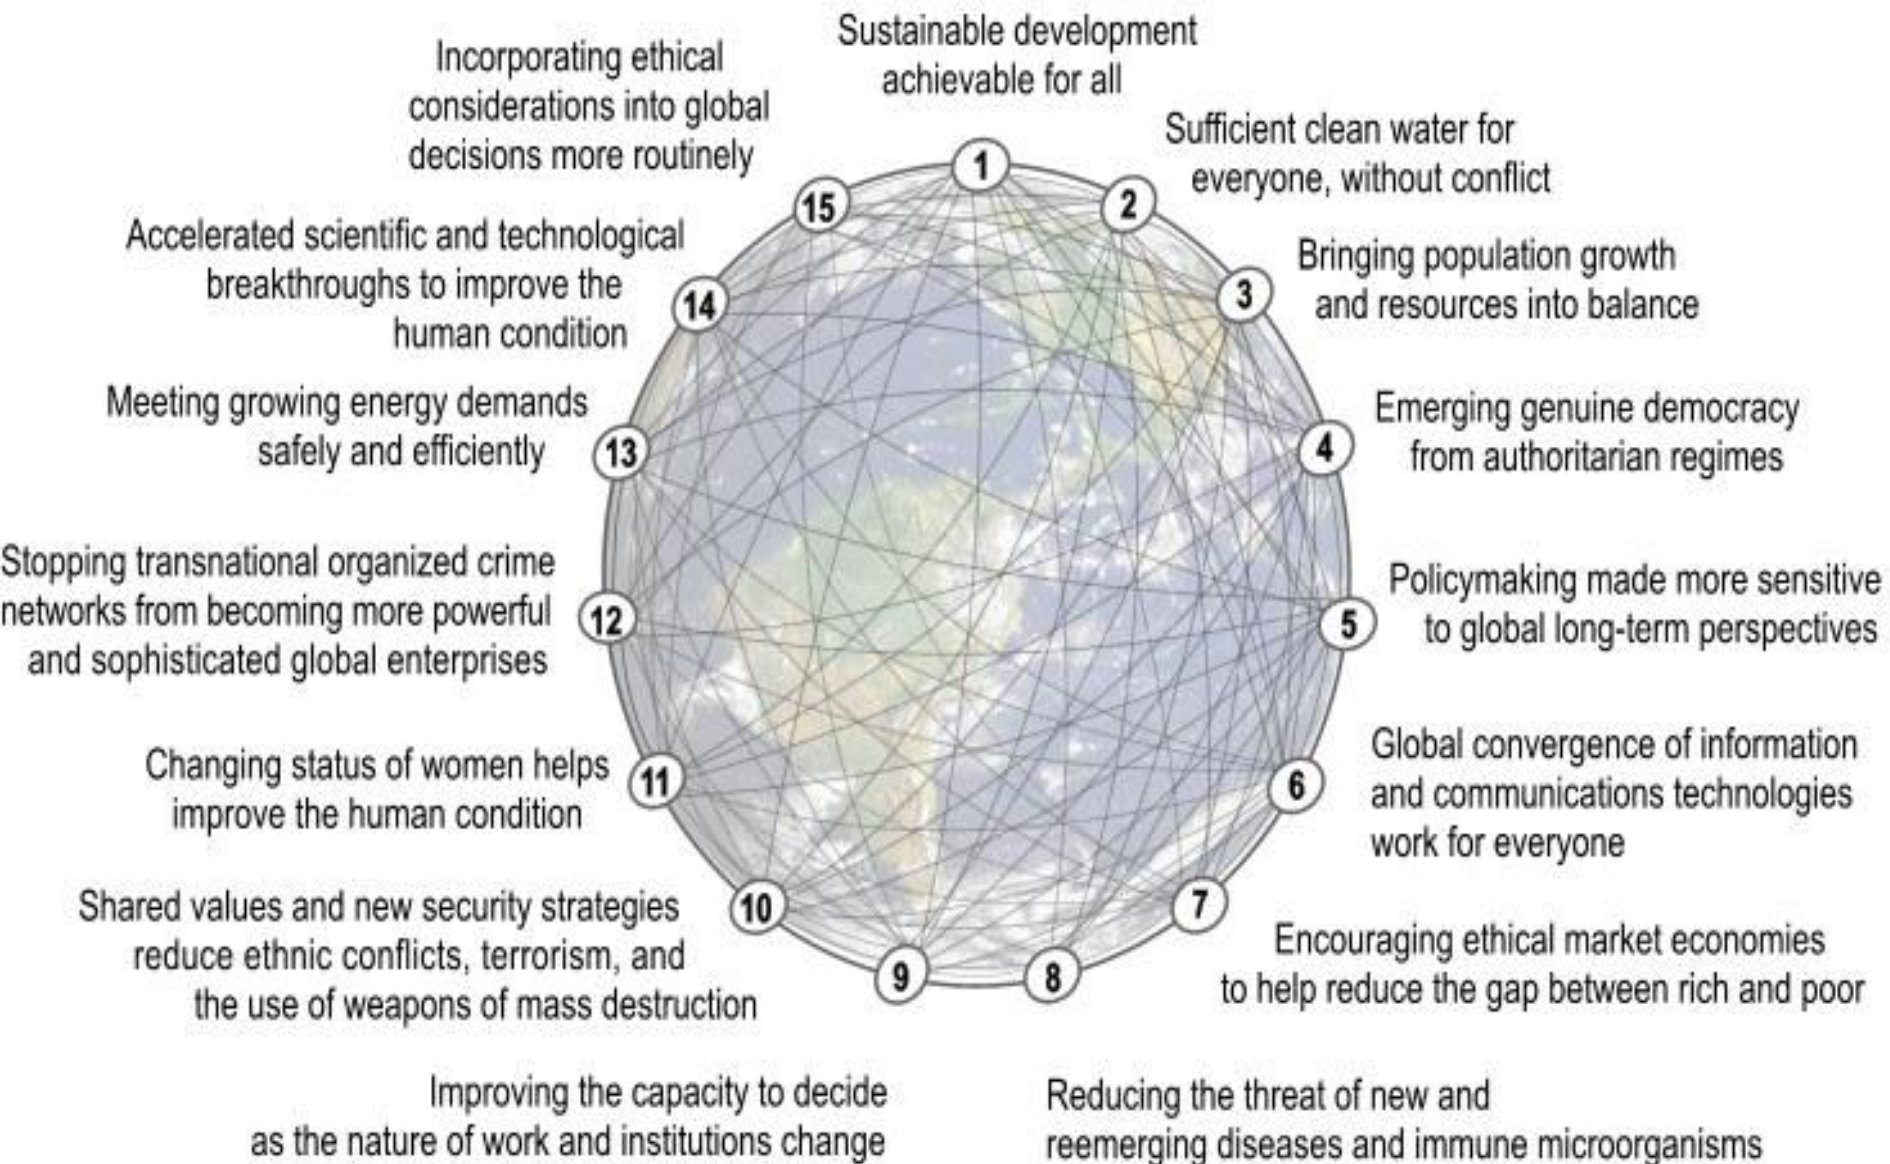 Sustainable development
achievable for all
1
Sufficient clean water for
everyone, without conflict
2
Bringing population growth
and resources into balance
3
Emerging genuine democracy
from authoritarian regimes
4
Policymaking made more sensitive
to global long-term perspectives
5
Global convergence of information
and communications technologies
work for everyone
6
Encouraging ethical market economies
to help reduce the gap between rich and poor
7
Reducing the threat of new and
reemerging diseases and immune microorganisms
8
Improving the capacity to decide
as the nature of work and institutions change
9
Shared values and new security strategies
reduce ethnic conflicts, terrorism, and
the use of weapons of mass destruction
10
Changing status of women helps
improve the human condition
11
Stopping transnational organized crime
networks from becoming more powerful
and sophisticated global enterprises
12
Meeting growing energy demands
safely and efficiently
13
Accelerated scientific and technological
breakthroughs to improve the
human condition
14
Incorporating ethical
considerations into global
decisions more routinely
15